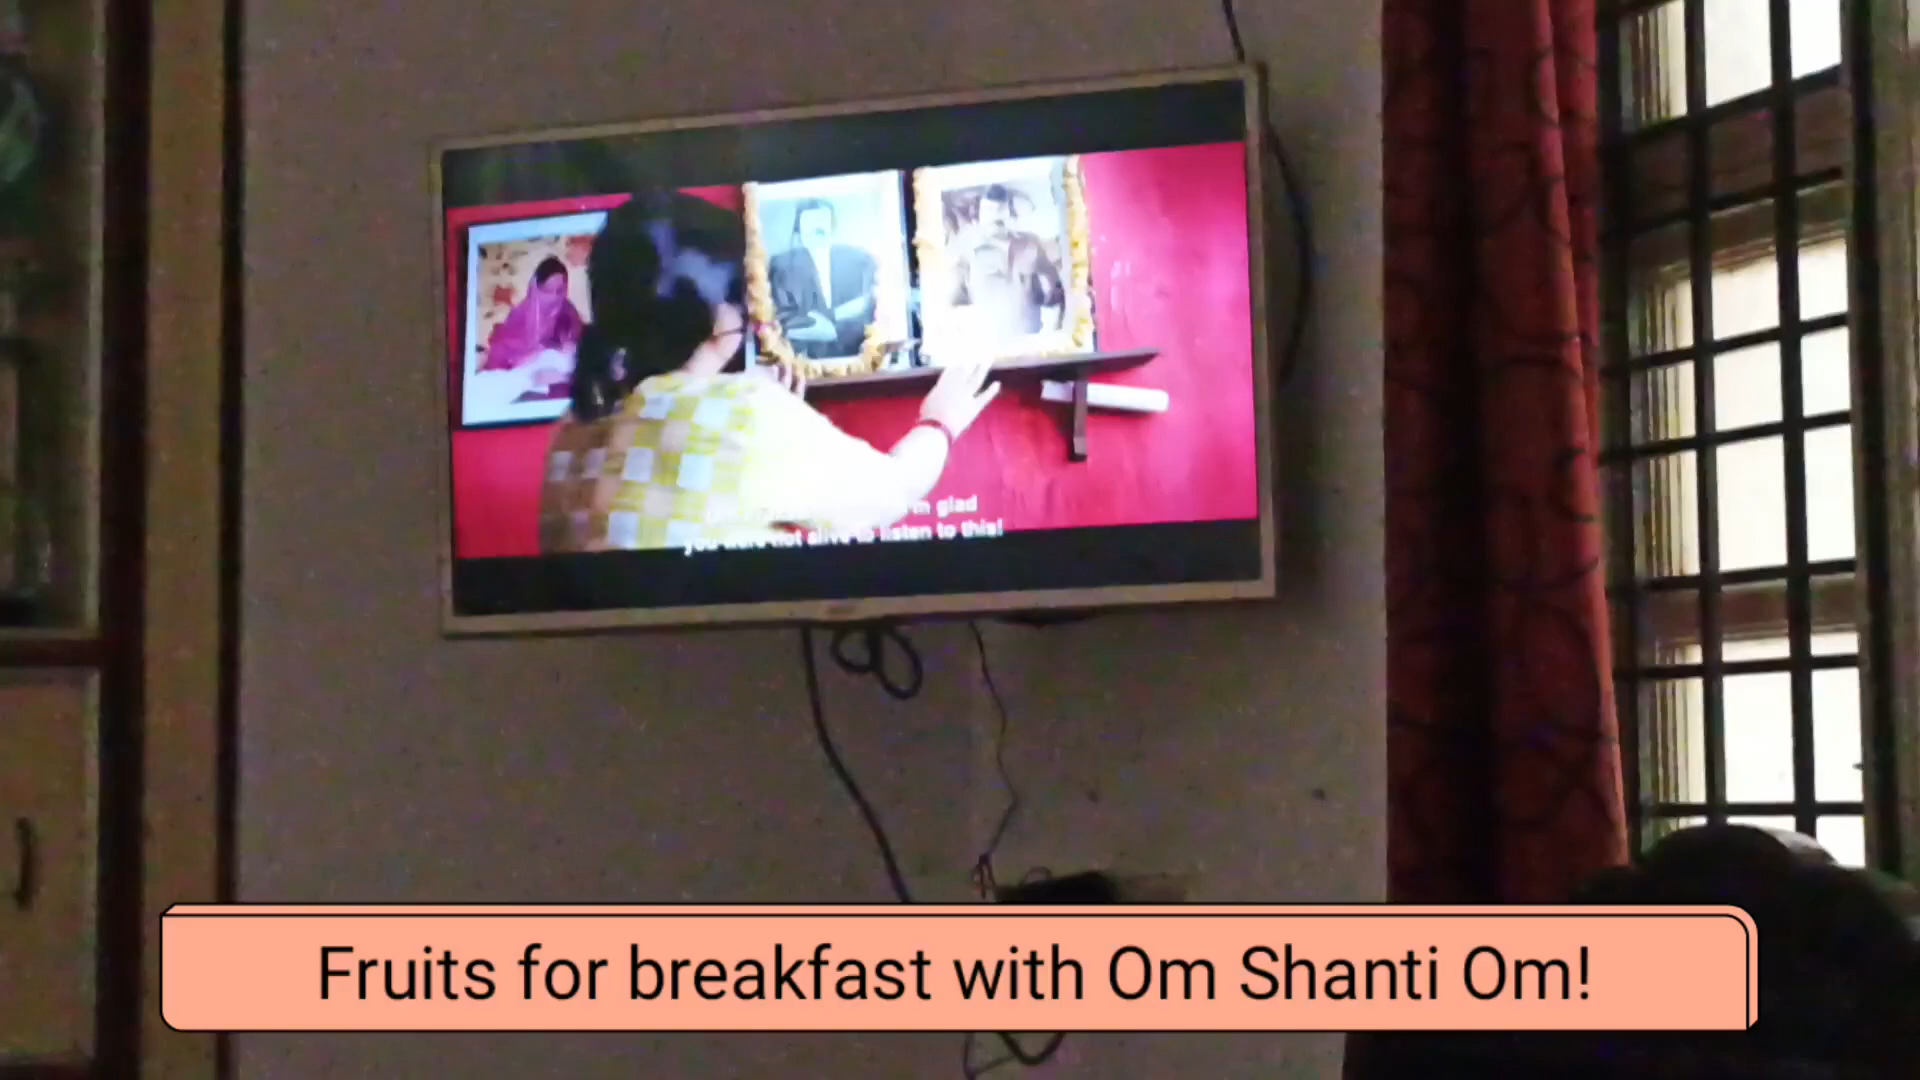 m glad
you were not alive to listen to this!
Fruits for breakfast with Om Shanti Om!